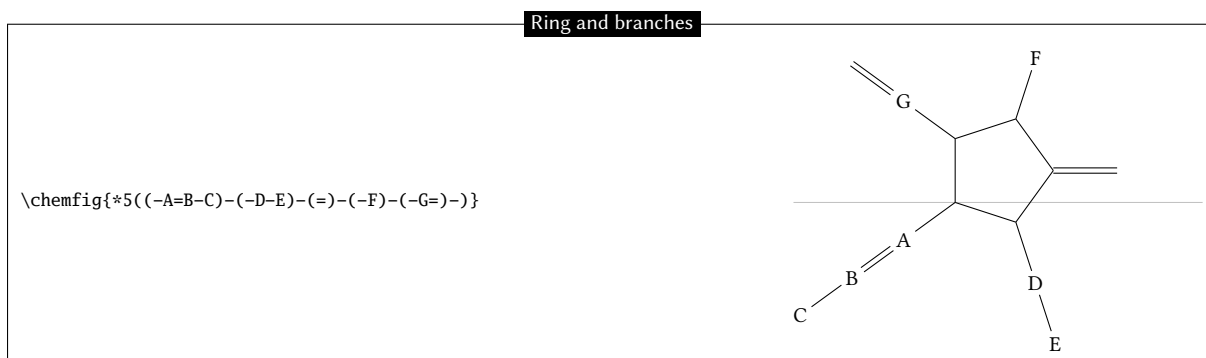 Ring and branches
\chemfig{*5((-A=B-C)-(-D-E)-(=)-(-F)-(-G=)-)}
F
G
A
B
D
C
E